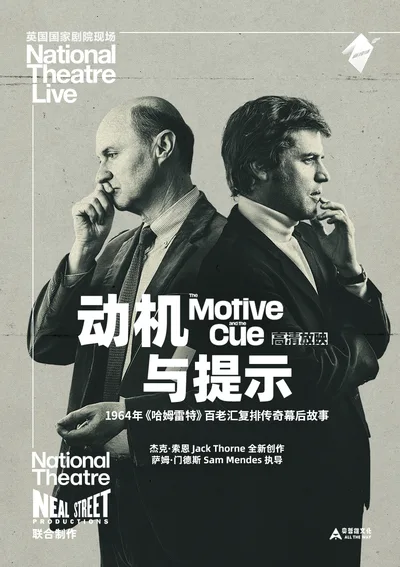 英国国家剧院现场
National
Theatre
Live
动机
The
Motive
and the
Cue
高清放映
与提示
1964年《哈姆雷特》百老汇复排传奇幕后故事
杰克·索恩 Jack Thorne 全新创作
萨姆·门德斯 Sam Mendes 执导
National
Theatre
NEAL STREET
PRODUCTIONS
联合制作
ALL THE WAY